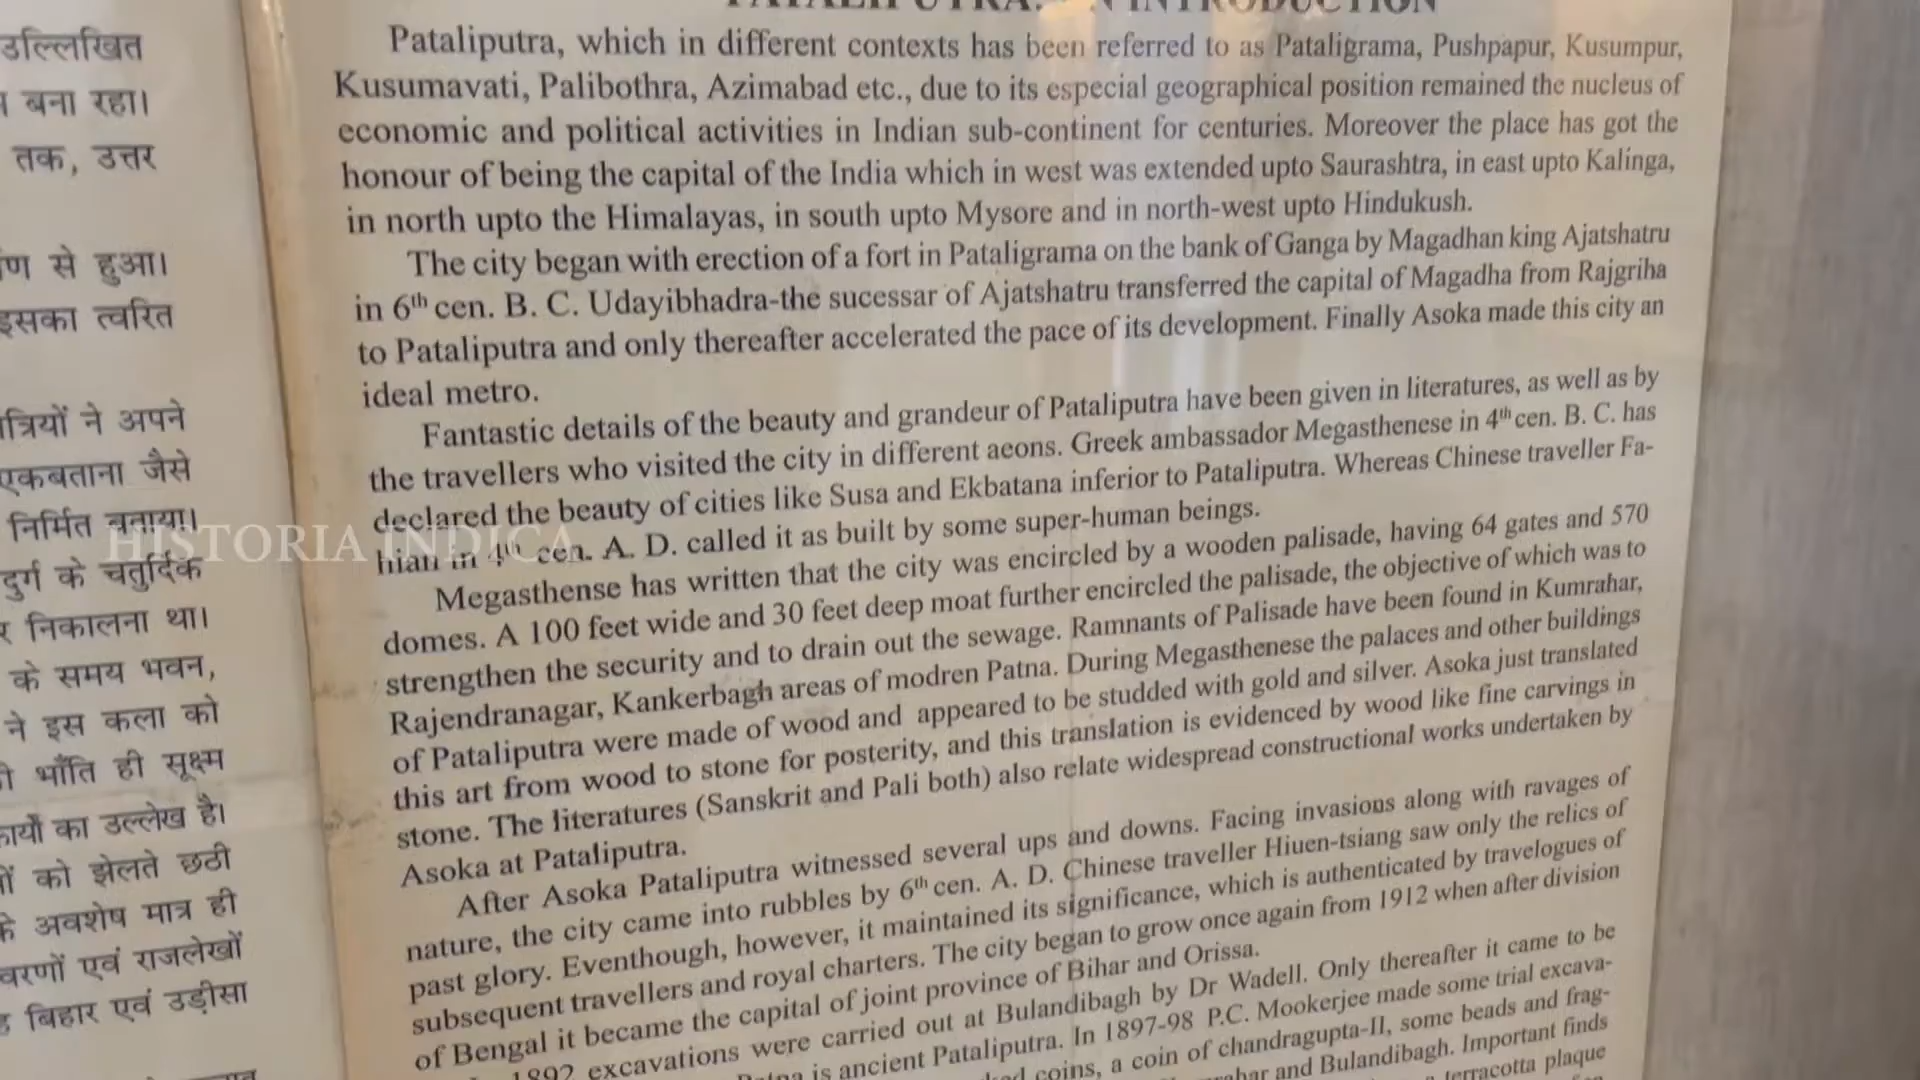 उल्लिखित
बना रहा।
तक, उत्तर
से हुआ।
इसका त्वरित
ने अपने
एकबताना जैसे
निर्मित बताया।
दुर्ग के चतुर्दिक
निकालना था।
के समय भवन,
ने इस कला को
भाँति ही सूक्ष्म
का उल्लेख है।
को झेलते छठी
अवशेष मात्र ही
एवं राजलेखों
बिहार एवं उड़ीसा
PATALIPUTRA: AN INTRODUCTION
Pataliputra, which in different contexts has been referred to as Pataligrama, Pushpapur, Kusumpur,
Kusumavati, Palibothra, Azimabad etc., due to its especial geographical position remained the nucleus of
economic and political activities in Indian sub-continent for centuries. Moreover the place has got the
honour of being the capital of the India which in west was extended upto Saurashtra, in east upto Kalinga,
in north upto the Himalayas, in south upto Mysore and in north-west upto Hindukush.
The city began with erection of a fort in Pataligrama on the bank of Ganga by Magadhan king Ajatshatru
in 6th cen. B. C. Udayibhadra-the sucessar of Ajatshatru transferred the capital of Magadha from Rajgriha
to Pataliputra and only thereafter accelerated the pace of its development. Finally Asoka made this city an
ideal metro.
Fantastic details of the beauty and grandeur of Pataliputra have been given in literatures, as well as by
the travellers who visited the city in different aeons. Greek ambassador Megasthenese in 4th cen. B. C. has
declared the beauty of cities like Susa and Ekbatana inferior to Pataliputra. Whereas Chinese traveller Fa-
hian in 4th cen. A. D. called it as built by some super-human beings.
Megasthense has written that the city was encircled by a wooden palisade, having 64 gates and 570
domes. A 100 feet wide and 30 feet deep moat further encircled the palisade, the objective of which was to
strengthen the security and to drain out the sewage. Ramnants of Palisade have been found in Kumrahar,
Rajendranagar, Kankerbagh areas of modren Patna. During Megasthenese the palaces and other buildings
of Pataliputra were made of wood and appeared to be studded with gold and silver. Asoka just translated
this art from wood to stone for posterity, and this translation is evidenced by wood like fine carvings in
stone. The literatures (Sanskrit and Pali both) also relate widespread constructional works undertaken by
Asoka at Pataliputra.
After Asoka Pataliputra witnessed several ups and downs. Facing invasions along with ravages of
nature, the city came into rubbles by 6th cen. A. D. Chinese traveller Hiuen-tsiang saw only the relics of
past glory. Eventhough, however, it maintained its significance, which is authenticated by travelogues of
subsequent travellers and royal charters. The city began to grow once again from 1912 when after division
of Bengal it became the capital of joint province of Bihar and Orissa.
1892 excavations were carried out at Bulandibagh by Dr Wadell. Only thereafter it came to be
is ancient Pataliputra. In 1897-98 P.C. Mookerjee made some trial excava-
coins, a coin of chandragupta-II, some beads and frag-
and Bulandibagh. Important finds
terracotta plaque
HISTORIA INDICA